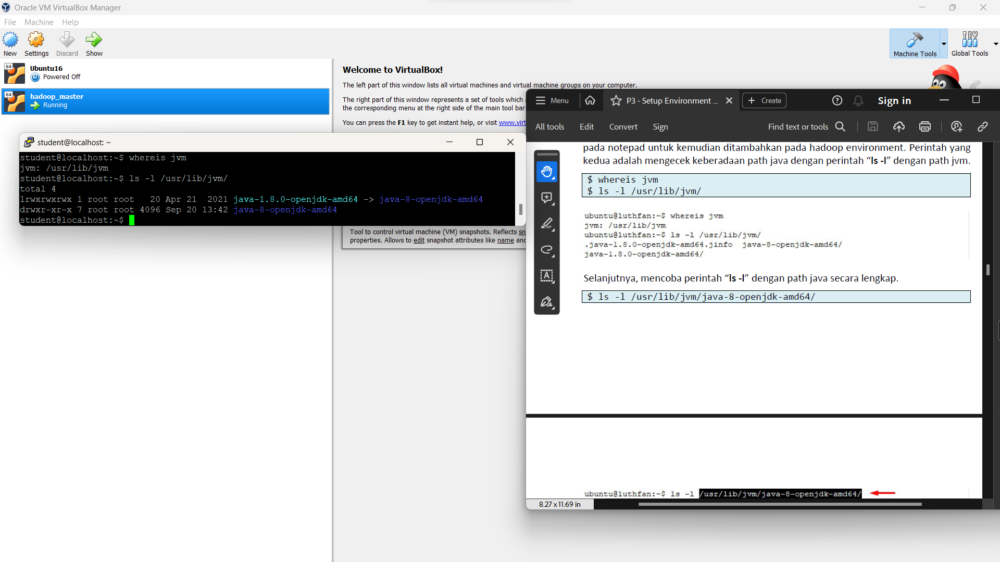 Oracle VM VirtualBox Manager
File Machine Help
New Settings Discard Show
Machine Tools Global Tools
64 Ubuntu16
Powered Off
64 hadoop_master
Running
Welcome to VirtualBox!
The left part of this window lists all virtual machines and virtual machine groups on your computer.
The right part of this window represents a set of tools which
the corresponding menu at the right side of the main tool bar
You can press the F1 key to get instant help, or visit www.virt
student@localhost: ~
student@localhost:~$ whereis jvm
jvm: /usr/lib/jvm
student@localhost:~$ ls -l /usr/lib/jvm/
total 4
lrwxrwxrwx 1 root root   20 Apr 21  2021 java-1.8.0-openjdk-amd64 -> java-8-openjdk-amd64
drwxr-xr-x 7 root root 4096 Sep 20 13:42 java-8-openjdk-amd64
student@localhost:~$
Tool to control virtual machine (VM) snapshots. Reflects sn
properties. Allows to edit snapshot attributes like name and
Menu P3 - Setup Environment ... + Create Sign in
All tools Edit Convert Sign Find text or tools
pada notepad untuk kemudian ditambahkan pada hadoop environment. Perintah yang
kedua adalah mengecek keberadaan path java dengan perintah “ls -l” dengan path jvm.
$ whereis jvm
$ ls -l /usr/lib/jvm/
ubuntu@luthfan:~$ whereis jvm
jvm: /usr/lib/jvm
ubuntu@luthfan:~$ ls -l /usr/lib/jvm/
.java-1.8.0-openjdk-amd64.jinfo  java-8-openjdk-amd64/
java-1.8.0-openjdk-amd64/
Selanjutnya, mencoba perintah “ls -l” dengan path java secara lengkap.
$ ls -l /usr/lib/jvm/java-8-openjdk-amd64/
ubuntu@luthfan:~$ ls -l /usr/lib/jvm/java-8-openjdk-amd64/
8.27 x 11.69 in